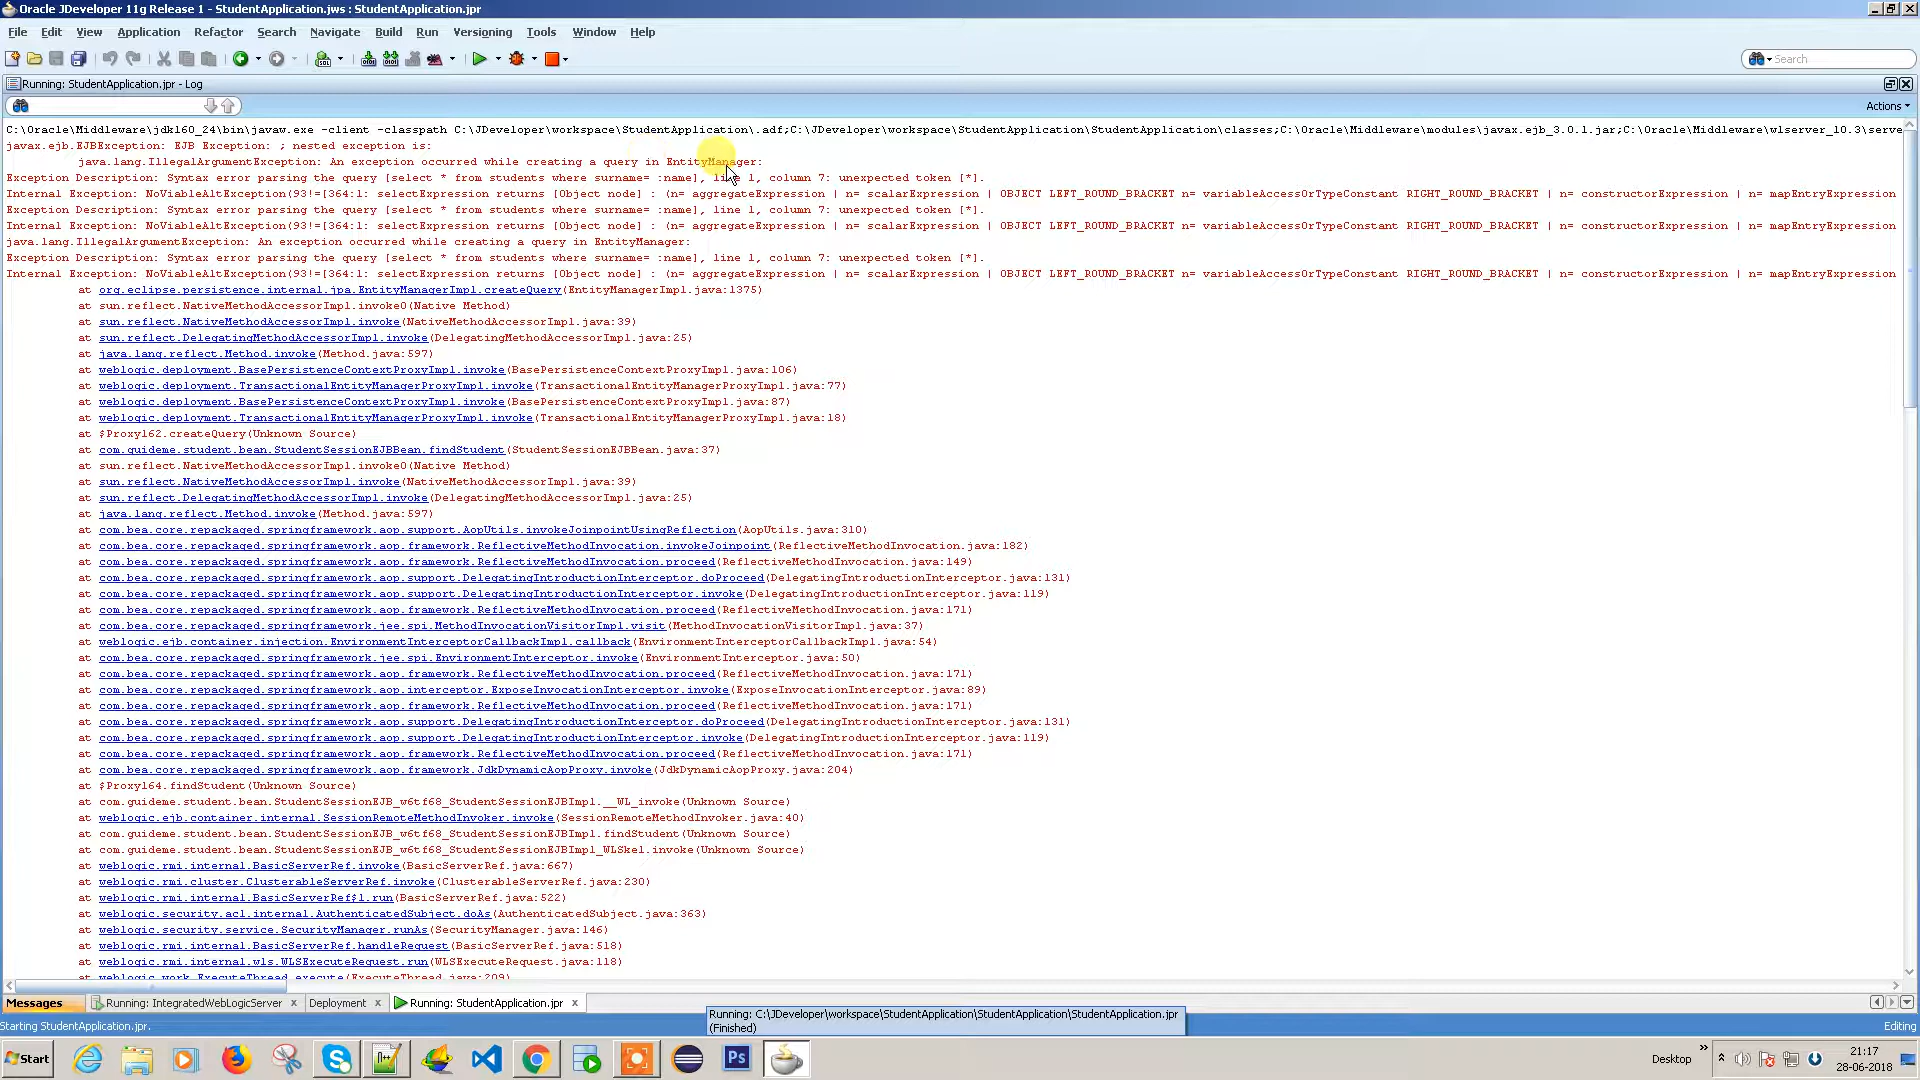 Oracle JDeveloper 11g Release 1 - StudentApplication.jws : StudentApplication.jpr
File Edit View Application Refactor Search Navigate Build Run Versioning Tools Window Help
Search
Running: StudentApplication.jpr - Log
Actions
C:\Oracle\Middleware\jdk160_24\bin\javaw.exe -client -classpath C:\JDeveloper\workspace\StudentApplication\.adf;C:\JDeveloper\workspace\StudentApplication\StudentApplication\classes;C:\Oracle\Middleware\modules\javax.ejb_3.0.1.jar;C:\Oracle\Middleware\wlserver_10.3\serve
javax.ejb.EJBException: EJB Exception: ; nested exception is:
java.lang.IllegalArgumentException: An exception occurred while creating a query in EntityManager:
Exception Description: Syntax error parsing the query [select * from students where surname= :name], line 1, column 7: unexpected token [*].
Internal Exception: NoViableAltException(93!=[364:1: selectExpression returns [Object node] : (n= aggregateExpression | n= scalarExpression | OBJECT LEFT_ROUND_BRACKET n= variableAccessOrTypeConstant RIGHT_ROUND_BRACKET | n= constructorExpression | n= mapEntryExpression
Exception Description: Syntax error parsing the query [select * from students where surname= :name], line 1, column 7: unexpected token [*].
Internal Exception: NoViableAltException(93!=[364:1: selectExpression returns [Object node] : (n= aggregateExpression | n= scalarExpression | OBJECT LEFT_ROUND_BRACKET n= variableAccessOrTypeConstant RIGHT_ROUND_BRACKET | n= constructorExpression | n= mapEntryExpression
java.lang.IllegalArgumentException: An exception occurred while creating a query in EntityManager:
Exception Description: Syntax error parsing the query [select * from students where surname= :name], line 1, column 7: unexpected token [*].
Internal Exception: NoViableAltException(93!=[364:1: selectExpression returns [Object node] : (n= aggregateExpression | n= scalarExpression | OBJECT LEFT_ROUND_BRACKET n= variableAccessOrTypeConstant RIGHT_ROUND_BRACKET | n= constructorExpression | n= mapEntryExpression
at org.eclipse.persistence.internal.jpa.EntityManagerImpl.createQuery(EntityManagerImpl.java:1375)
at sun.reflect.NativeMethodAccessorImpl.invoke0(Native Method)
at sun.reflect.NativeMethodAccessorImpl.invoke(NativeMethodAccessorImpl.java:39)
at sun.reflect.DelegatingMethodAccessorImpl.invoke(DelegatingMethodAccessorImpl.java:25)
at java.lang.reflect.Method.invoke(Method.java:597)
at weblogic.deployment.BasePersistenceContextProxyImpl.invoke(BasePersistenceContextProxyImpl.java:106)
at weblogic.deployment.TransactionalEntityManagerProxyImpl.invoke(TransactionalEntityManagerProxyImpl.java:77)
at weblogic.deployment.BasePersistenceContextProxyImpl.invoke(BasePersistenceContextProxyImpl.java:87)
at weblogic.deployment.TransactionalEntityManagerProxyImpl.invoke(TransactionalEntityManagerProxyImpl.java:18)
at $Proxy162.createQuery(Unknown Source)
at com.guideme.student.bean.StudentSessionEJBBean.findStudent(StudentSessionEJBBean.java:37)
at sun.reflect.NativeMethodAccessorImpl.invoke0(Native Method)
at sun.reflect.NativeMethodAccessorImpl.invoke(NativeMethodAccessorImpl.java:39)
at sun.reflect.DelegatingMethodAccessorImpl.invoke(DelegatingMethodAccessorImpl.java:25)
at java.lang.reflect.Method.invoke(Method.java:597)
at com.bea.core.repackaged.springframework.aop.support.AopUtils.invokeJoinpointUsingReflection(AopUtils.java:310)
at com.bea.core.repackaged.springframework.aop.framework.ReflectiveMethodInvocation.invokeJoinpoint(ReflectiveMethodInvocation.java:182)
at com.bea.core.repackaged.springframework.aop.framework.ReflectiveMethodInvocation.proceed(ReflectiveMethodInvocation.java:149)
at com.bea.core.repackaged.springframework.aop.support.DelegatingIntroductionInterceptor.doProceed(DelegatingIntroductionInterceptor.java:131)
at com.bea.core.repackaged.springframework.aop.support.DelegatingIntroductionInterceptor.invoke(DelegatingIntroductionInterceptor.java:119)
at com.bea.core.repackaged.springframework.aop.framework.ReflectiveMethodInvocation.proceed(ReflectiveMethodInvocation.java:171)
at com.bea.core.repackaged.springframework.jee.spi.MethodInvocationVisitorImpl.visit(MethodInvocationVisitorImpl.java:37)
at weblogic.ejb.container.injection.EnvironmentInterceptorCallbackImpl.callback(EnvironmentInterceptorCallbackImpl.java:54)
at com.bea.core.repackaged.springframework.jee.spi.EnvironmentInterceptor.invoke(EnvironmentInterceptor.java:50)
at com.bea.core.repackaged.springframework.aop.framework.ReflectiveMethodInvocation.proceed(ReflectiveMethodInvocation.java:171)
at com.bea.core.repackaged.springframework.aop.interceptor.ExposeInvocationInterceptor.invoke(ExposeInvocationInterceptor.java:89)
at com.bea.core.repackaged.springframework.aop.framework.ReflectiveMethodInvocation.proceed(ReflectiveMethodInvocation.java:171)
at com.bea.core.repackaged.springframework.aop.support.DelegatingIntroductionInterceptor.doProceed(DelegatingIntroductionInterceptor.java:131)
at com.bea.core.repackaged.springframework.aop.support.DelegatingIntroductionInterceptor.invoke(DelegatingIntroductionInterceptor.java:119)
at com.bea.core.repackaged.springframework.aop.framework.ReflectiveMethodInvocation.proceed(ReflectiveMethodInvocation.java:171)
at com.bea.core.repackaged.springframework.aop.framework.JdkDynamicAopProxy.invoke(JdkDynamicAopProxy.java:204)
at $Proxy164.findStudent(Unknown Source)
at com.guideme.student.bean.StudentSessionEJB_w6tf68_StudentSessionEJBImpl.__WL_invoke(Unknown Source)
at weblogic.ejb.container.internal.SessionRemoteMethodInvoker.invoke(SessionRemoteMethodInvoker.java:40)
at com.guideme.student.bean.StudentSessionEJB_w6tf68_StudentSessionEJBImpl.findStudent(Unknown Source)
at com.guideme.student.bean.StudentSessionEJB_w6tf68_StudentSessionEJBImpl_WLSkel.invoke(Unknown Source)
at weblogic.rmi.internal.BasicServerRef.invoke(BasicServerRef.java:667)
at weblogic.rmi.cluster.ClusterableServerRef.invoke(ClusterableServerRef.java:230)
at weblogic.rmi.internal.BasicServerRef$1.run(BasicServerRef.java:522)
at weblogic.security.acl.internal.AuthenticatedSubject.doAs(AuthenticatedSubject.java:363)
at weblogic.security.service.SecurityManager.runAs(SecurityManager.java:146)
at weblogic.rmi.internal.BasicServerRef.handleRequest(BasicServerRef.java:518)
at weblogic.rmi.internal.wls.WLSExecuteRequest.run(WLSExecuteRequest.java:118)
at weblogic.work.ExecuteThread.execute(ExecuteThread.java:209)
Messages Running: IntegratedWebLogicServer x Deployment x Running: StudentApplication.jpr x
Running: C:\JDeveloper\workspace\StudentApplication\StudentApplication\StudentApplication.jpr
(Finished)
Starting StudentApplication.jpr.
Editing
Start
Ps
Desktop
21:17
28-06-2018